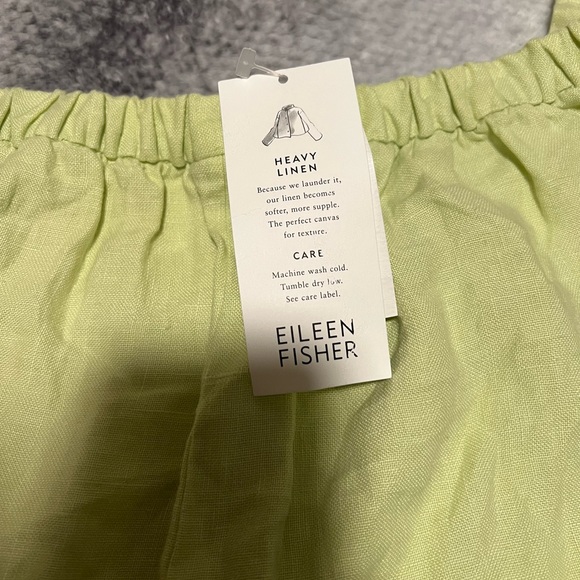 HEAVY
LINEN
Because we launder it,
our linen becomes
softer, more supple.
The perfect canvas
for texture.
CARE
Machine wash cold.
Tumble dry low.
See care label.
EILEEN
FISHER